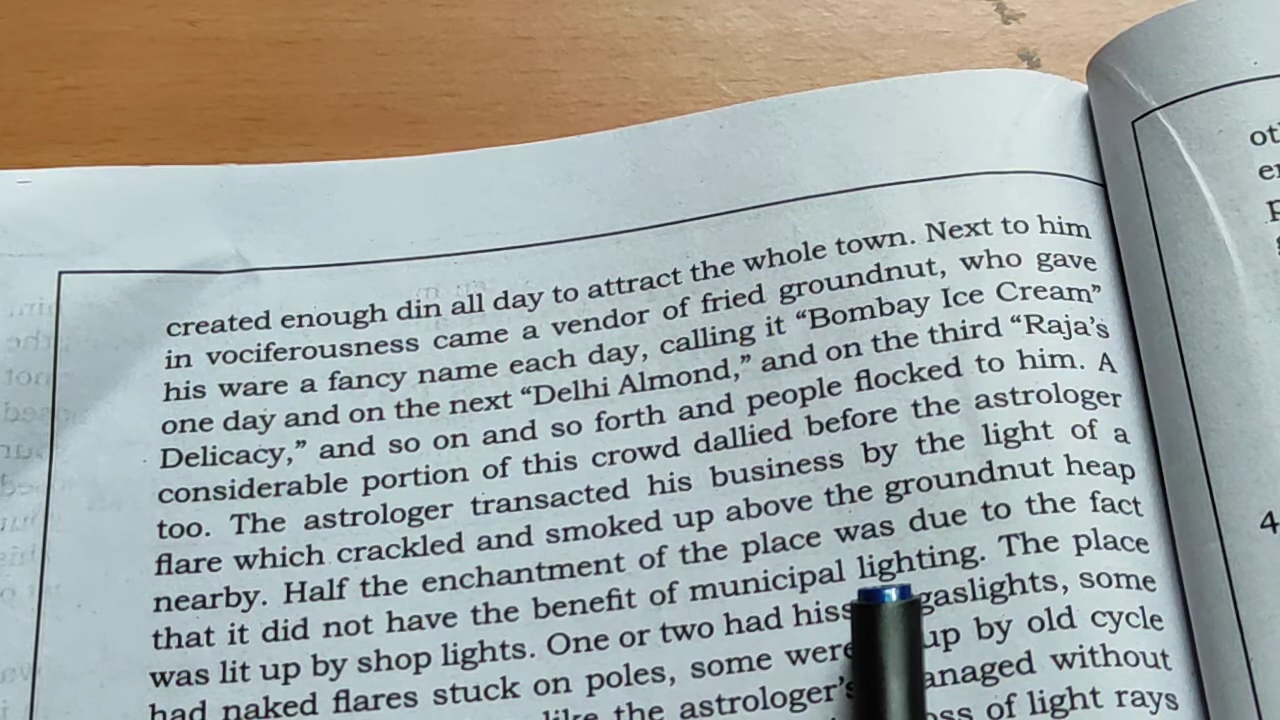 created enough din all day to attract the whole town. Next to him
in vociferousness came a vendor of fried groundnut, who gave
his ware a fancy name each day, calling it “Bombay Ice Cream”
one day and on the next “Delhi Almond,” and on the third “Raja’s
Delicacy,” and so on and so forth and people flocked to him. A
considerable portion of this crowd dallied before the astrologer
too. The astrologer transacted his business by the light of a
flare which crackled and smoked up above the groundnut heap
nearby. Half the enchantment of the place was due to the fact
that it did not have the benefit of municipal lighting. The place
was lit up by shop lights. One or two had gaslights, some
had naked flares stuck on poles, some were up by old cycle
like the astrologer’s without
of light rays
4